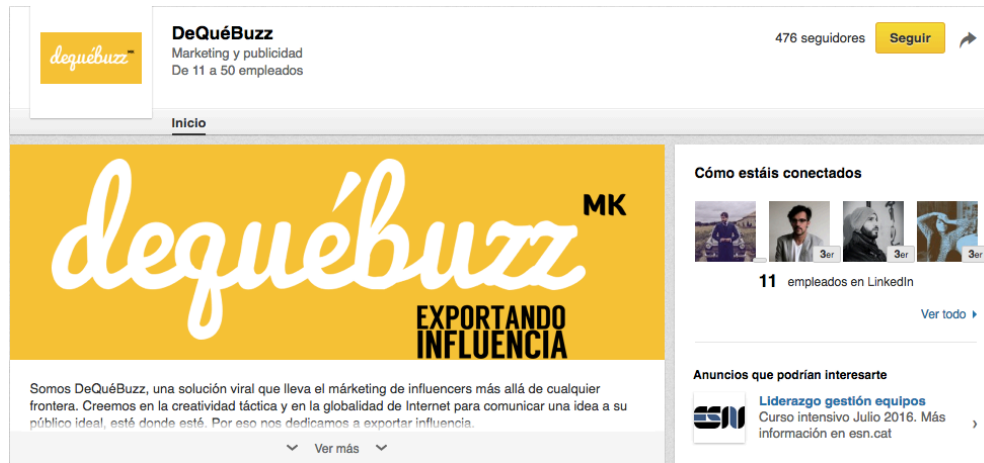 dequébuzz MK
DeQuéBuzz
Marketing y publicidad
De 11 a 50 empleados
476 seguidores
Seguir
Inicio
dequébuzz MK
EXPORTANDO
INFLUENCIA
Somos DeQuéBuzz, una solución viral que lleva el márketing de influencers más allá de cualquier
frontera. Creemos en la creatividad táctica y en la globalidad de Internet para comunicar una idea a su
público ideal, esté donde esté. Por eso nos dedicamos a exportar influencia.
Ver más
Cómo estáis conectados
3er
3er
3er
11 empleados en LinkedIn
Ver todo
Anuncios que podrían interesarte
ESN
Liderazgo gestión equipos
Curso intensivo Julio 2016. Más
información en esn.cat